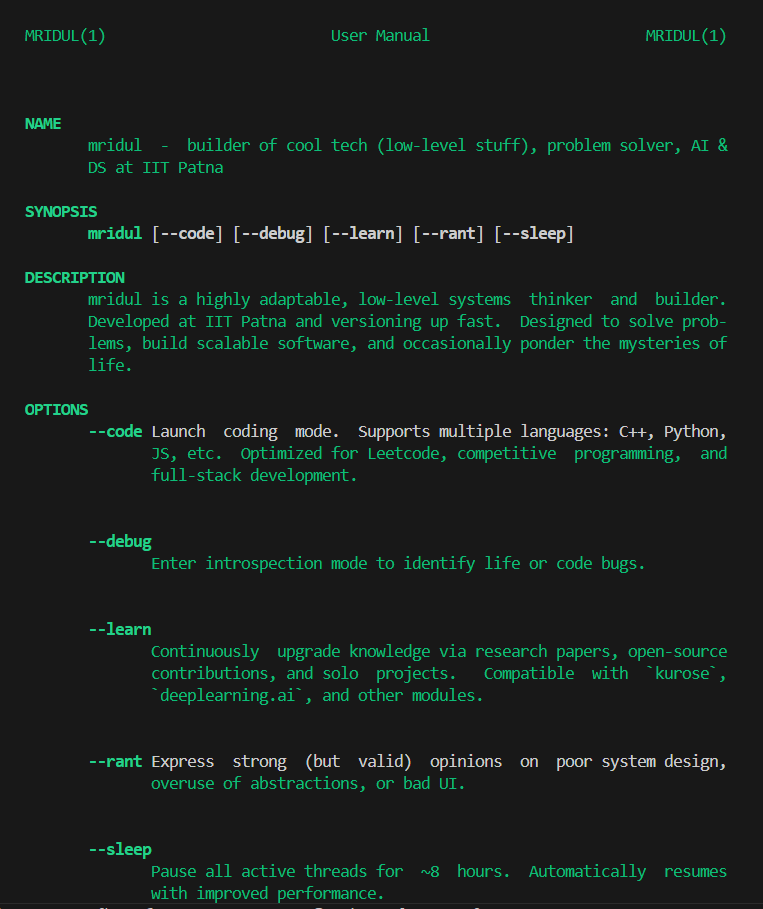 MRIDUL(1) User Manual MRIDUL(1)
NAME
mridul - builder of cool tech (low-level stuff), problem solver, AI &
DS at IIT Patna
SYNOPSIS
mridul [--code] [--debug] [--learn] [--rant] [--sleep]
DESCRIPTION
mridul is a highly adaptable, low-level systems thinker and builder.
Developed at IIT Patna and versioning up fast. Designed to solve prob-
lems, build scalable software, and occasionally ponder the mysteries of
life.
OPTIONS
--code Launch coding mode. Supports multiple languages: C++, Python,
JS, etc. Optimized for Leetcode, competitive programming, and
full-stack development.
--debug
Enter introspection mode to identify life or code bugs.
--learn
Continuously upgrade knowledge via research papers, open-source
contributions, and solo projects. Compatible with `kurose`,
`deeplearning.ai`, and other modules.
--rant Express strong (but valid) opinions on poor system design,
overuse of abstractions, or bad UI.
--sleep
Pause all active threads for ~8 hours. Automatically resumes
with improved performance.